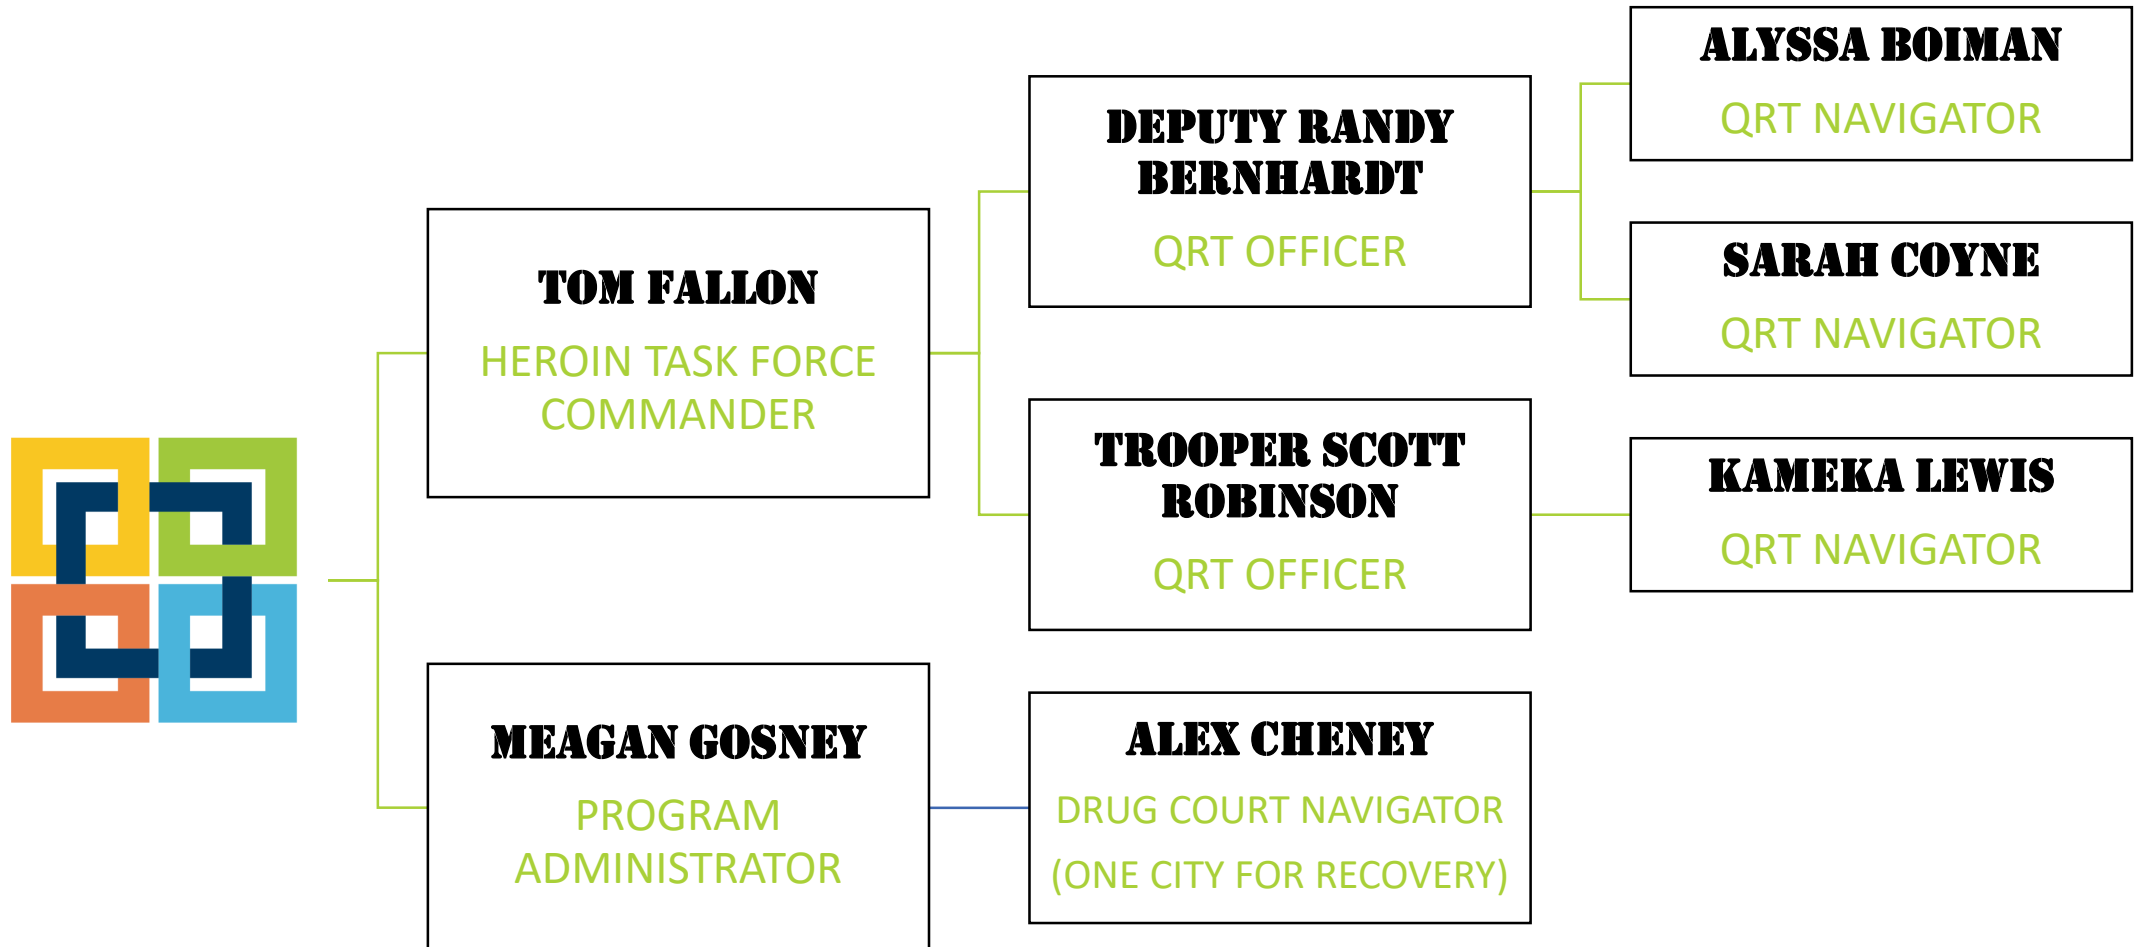 TOM FALLON
HEROIN TASK FORCE
COMMANDER
DEPUTY RANDY
BERNHARDT
QRT OFFICER
ALYSSA BOIMAN
QRT NAVIGATOR
SARAH COYNE
QRT NAVIGATOR
TROOPER SCOTT
ROBINSON
QRT OFFICER
KAMEKA LEWIS
QRT NAVIGATOR
MEAGAN GOSNEY
PROGRAM
ADMINISTRATOR
ALEX CHENEY
DRUG COURT NAVIGATOR
(ONE CITY FOR RECOVERY)